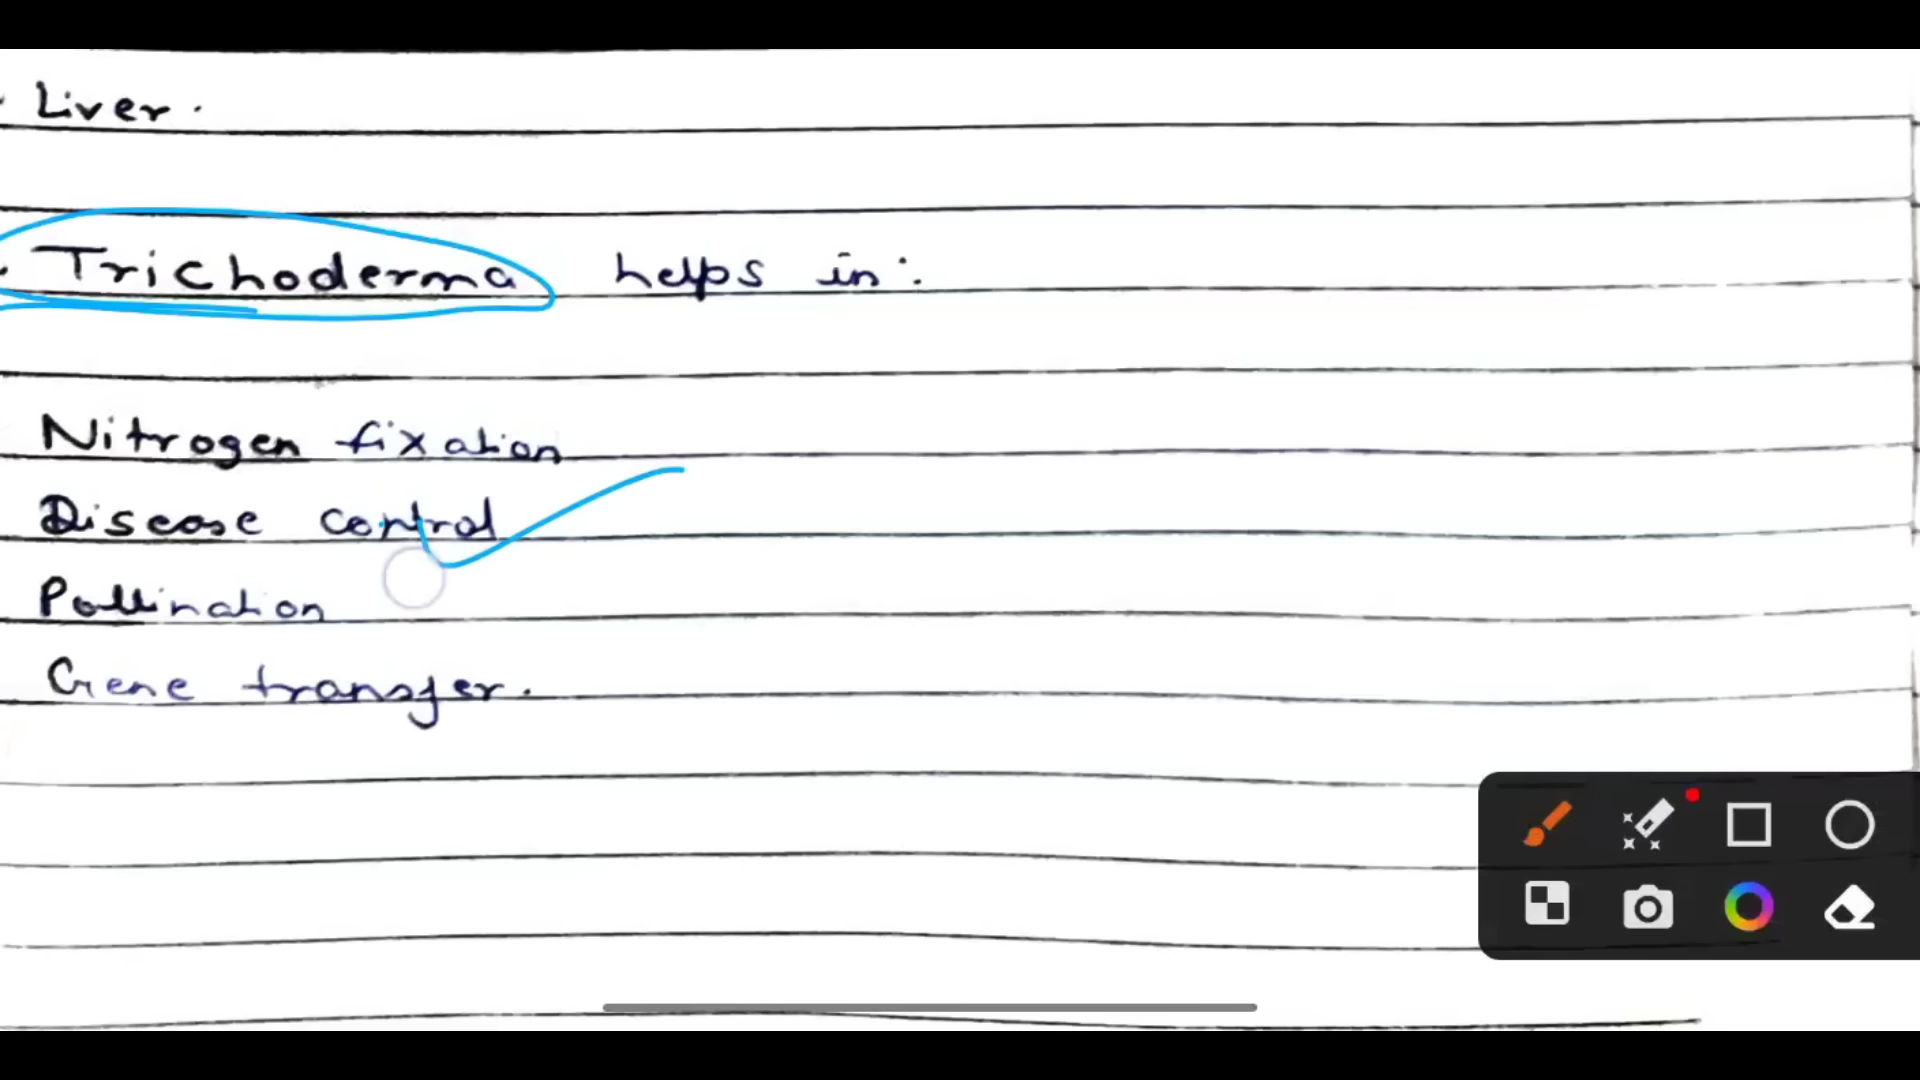 Liver.
Trichoderma helps in:
Nitrogen fixation
Disease control
Pollination
Gene transfer.